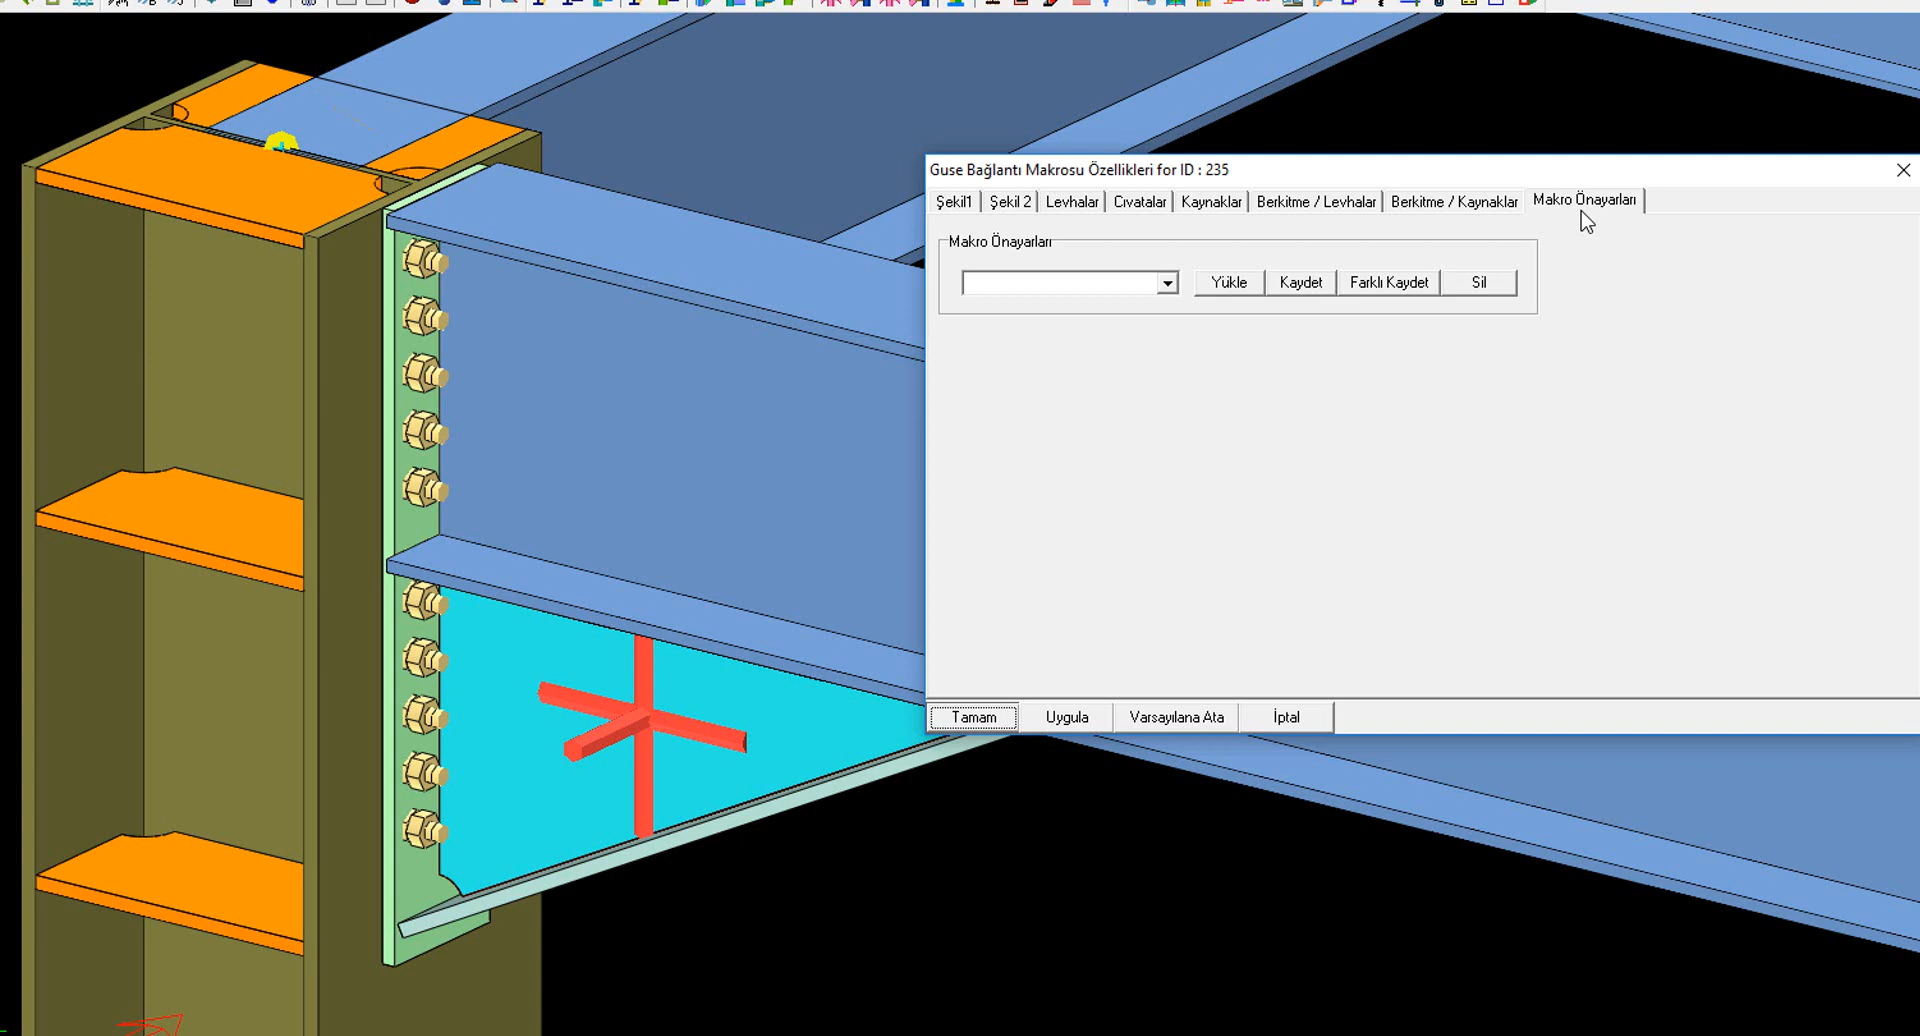 Guse Bağlantı Makrosu Özellikleri for ID : 235
Şekil1 Şekil 2 Levhalar Cıvatalar Kaynaklar Berkitme / Levhalar Berkitme / Kaynaklar Makro Önayarları
Makro Önayarları
Yükle Kaydet Farklı Kaydet Sil
Tamam Uygula Varsayılana Ata İptal